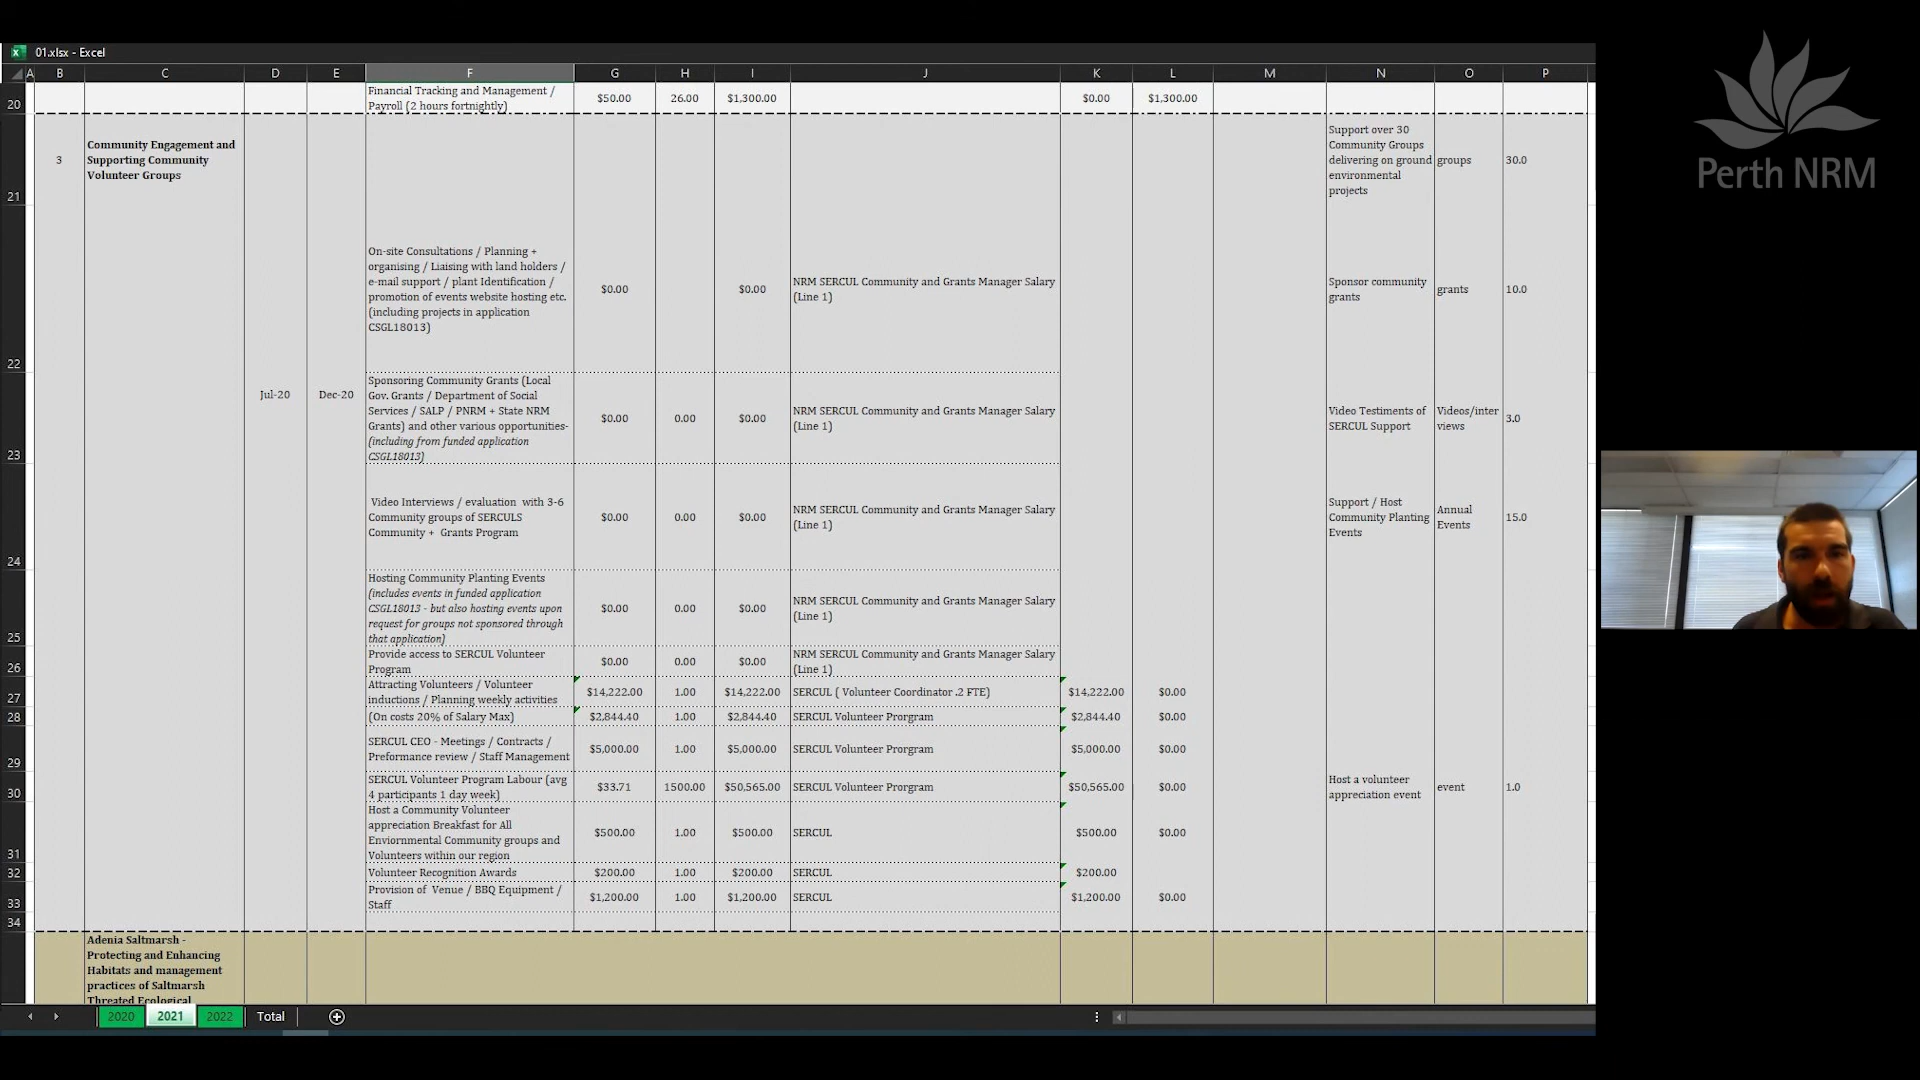 01.xlsx - Excel
A B C D E F G H I J K L M N O P
20
Financial Tracking and Management /
Payroll (2 hours fortnightly)
$50.00 26.00 $1,300.00 $0.00 $1,300.00
21
3
Community Engagement and
Supporting Community
Volunteer Groups
Support over 30
Community Groups
delivering on ground
environmental
projects
groups
30.0
22
On-site Consultations / Planning +
organising / Liaising with land holders /
e-mail support / plant Identification /
promotion of events website hosting etc.
(including projects in application
CSGL18013)
$0.00 $0.00
NRM SERCUL Community and Grants Manager Salary
(Line 1)
Sponsor community
grants
grants
10.0
Jul-20 Dec-20
23
Sponsoring Community Grants (Local
Gov. Grants / Department of Social
Services / SALP / PNRM + State NRM
Grants) and other various opportunities-
(including from funded application
CSGL18013)
$0.00 0.00 $0.00
NRM SERCUL Community and Grants Manager Salary
(Line 1)
Video Testiments of
SERCUL Support
Videos/inter
views
3.0
24
Video Interviews / evaluation with 3-6
Community groups of SERCULS
Community + Grants Program
$0.00 0.00 $0.00
NRM SERCUL Community and Grants Manager Salary
(Line 1)
Support / Host
Community Planting
Events
Annual
Events
15.0
25
Hosting Community Planting Events
(includes events in funded application
CSGL18013 - but also hosting events upon
request for groups not sponsored through
that application)
$0.00 0.00 $0.00
NRM SERCUL Community and Grants Manager Salary
(Line 1)
26
Provide access to SERCUL Volunteer
Program
$0.00 0.00 $0.00
NRM SERCUL Community and Grants Manager Salary
(Line 1)
27
Attracting Volunteers / Volunteer
inductions / Planning weekly activities
$14,222.00 1.00 $14,222.00 SERCUL ( Volunteer Coordinator .2 FTE) $14,222.00 $0.00
28
(On costs 20% of Salary Max) $2,844.40 1.00 $2,844.40 SERCUL Volunteer Prorgram $2,844.40 $0.00
29
SERCUL CEO - Meetings / Contracts /
Preformance review / Staff Management
$5,000.00 1.00 $5,000.00 SERCUL Volunteer Prorgram $5,000.00 $0.00
30
SERCUL Volunteer Program Labour (avg
4 participants 1 day week)
$33.71 1500.00 $50,565.00 SERCUL Volunteer Prorgram $50,565.00 $0.00
Host a volunteer
appreciation event
event
1.0
31
Host a Community Volunteer
appreciation Breakfast for All
Enviornmental Community groups and
Volunteers within our region
$500.00 1.00 $500.00 SERCUL $500.00 $0.00
32
Volunteer Recognition Awards $200.00 1.00 $200.00 SERCUL $200.00
33
Provision of Venue / BBQ Equipment /
Staff
$1,200.00 1.00 $1,200.00 SERCUL $1,200.00 $0.00
34
Adenia Saltmarsh -
Protecting and Enhancing
Habitats and management
practices of Saltmarsh
Threated Ecological
2020 2021 2022 Total
Perth NRM